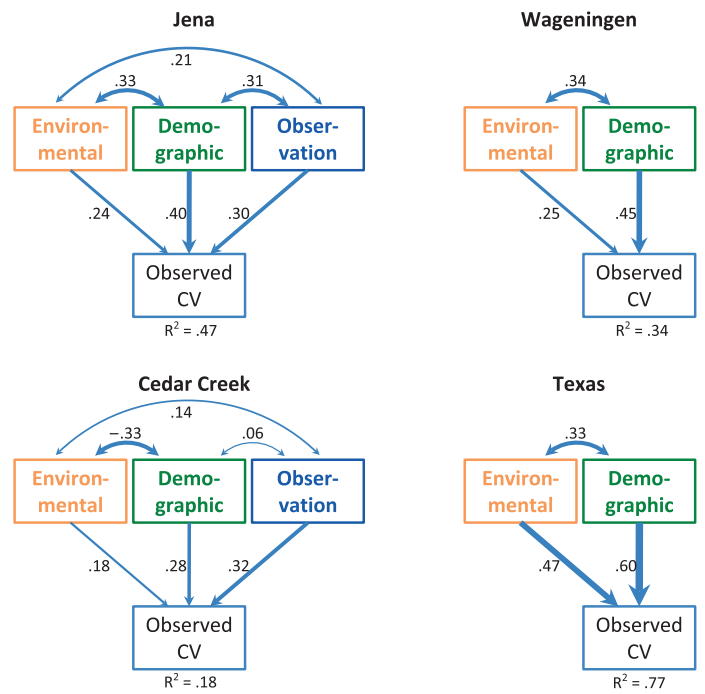 Jena
.21
.33
.31
Environ-
mental
Demo-
graphic
Obser-
vation
.24
.40
.30
Observed
CV
R² = .47
Wageningen
.34
Environ-
mental
Demo-
graphic
.25
.45
Observed
CV
R² = .34
Cedar Creek
.14
−.33
.06
Environ-
mental
Demo-
graphic
Obser-
vation
.18
.28
.32
Observed
CV
R² = .18
Texas
.33
Environ-
mental
Demo-
graphic
.47
.60
Observed
CV
R² = .77